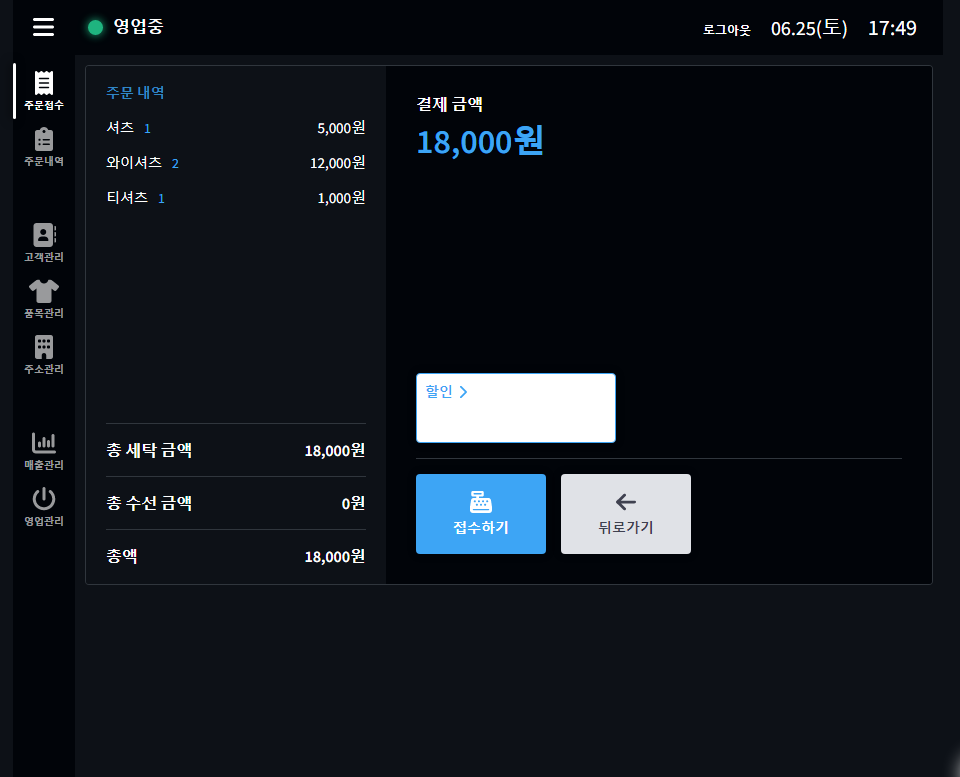 영업중
로그아웃 06.25(토) 17:49
주문접수
주문내역
고객관리
품목관리
주소관리
매출관리
영업관리
주문 내역
셔츠 1 5,000원
와이셔츠 2 12,000원
티셔츠 1 1,000원
총 세탁 금액 18,000원
총 수선 금액 0원
총액 18,000원
결제 금액
18,000원
할인
접수하기
뒤로가기